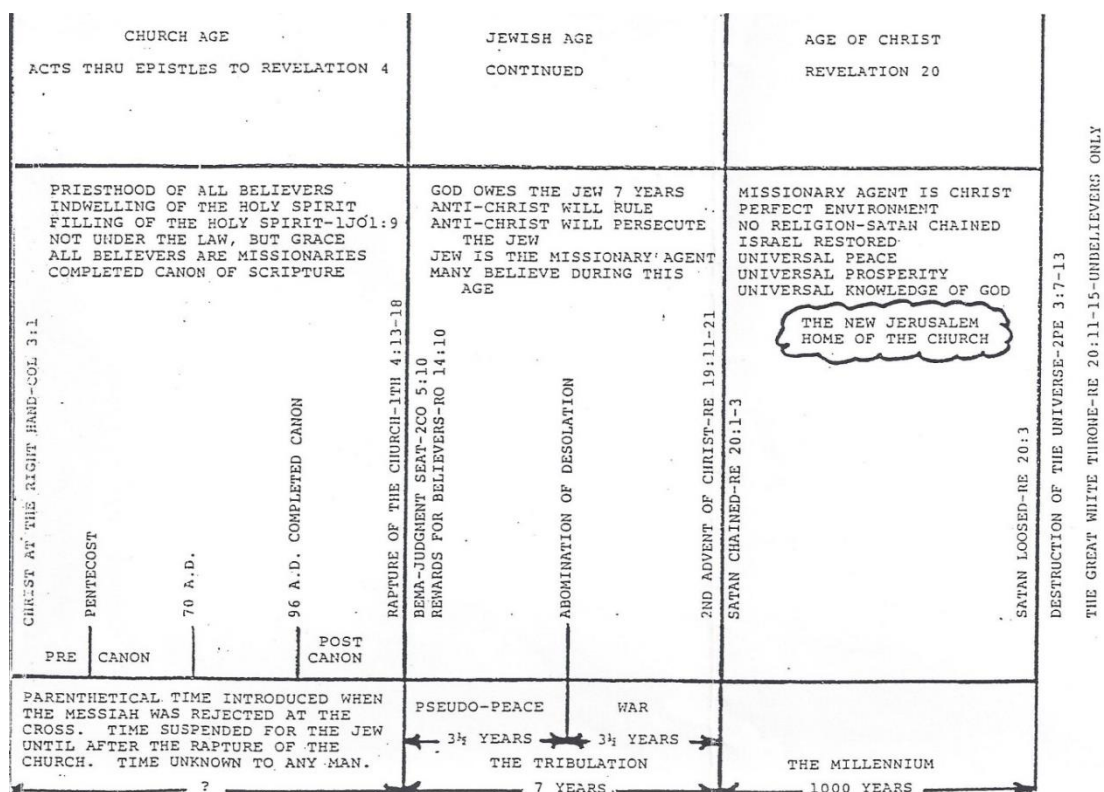 CHURCH AGE
ACTS THRU EPISTLES TO REVELATION 4
JEWISH AGE
CONTINUED
AGE OF CHRIST
REVELATION 20
PRIESTHOOD OF ALL BELIEVERS
INDWELLING OF THE HOLY SPIRIT
FILLING OF THE HOLY SPIRIT-1JO1:9
NOT UNDER THE LAW, BUT GRACE
ALL BELIEVERS ARE MISSIONARIES
COMPLETED CANON OF SCRIPTURE
GOD OWES THE JEW 7 YEARS
ANTI-CHRIST WILL RULE
ANTI-CHRIST WILL PERSECUTE
THE JEW
JEW IS THE MISSIONARY AGENT
MANY BELIEVE DURING THIS
AGE
MISSIONARY AGENT IS CHRIST
PERFECT ENVIRONMENT
NO RELIGION-SATAN CHAINED
ISRAEL RESTORED
UNIVERSAL PEACE
UNIVERSAL PROSPERITY
UNIVERSAL KNOWLEDGE OF GOD
THE NEW JERUSALEM
HOME OF THE CHURCH
CHRIST AT THE RIGHT HAND-COL 3:1
PENTECOST
70 A.D.
96 A.D. COMPLETED CANON
RAPTURE OF THE CHURCH-1TH 4:13-18
BEMA-JUDGMENT SEAT-2CO 5:10
REWARDS FOR BELIEVERS-RO 14:10
ABOMINATION OF DESOLATION
2ND ADVENT OF CHRIST-RE 19:11-21
SATAN CHAINED-RE 20:1-3
SATAN LOOSED-RE 20:3
DESTRUCTION OF THE UNIVERSE-2PE 3:7-13
THE GREAT WHITE THRONE-RE 20:11-15-UNBELIEVERS ONLY
PRE CANON
POST
CANON
PARENTHETICAL TIME INTRODUCED WHEN
THE MESSIAH WAS REJECTED AT THE
CROSS. TIME SUSPENDED FOR THE JEW
UNTIL AFTER THE RAPTURE OF THE
CHURCH. TIME UNKNOWN TO ANY MAN.
?
PSEUDO-PEACE WAR
3½ YEARS 3½ YEARS
THE TRIBULATION
7 YEARS
THE MILLENNIUM
1000 YEARS